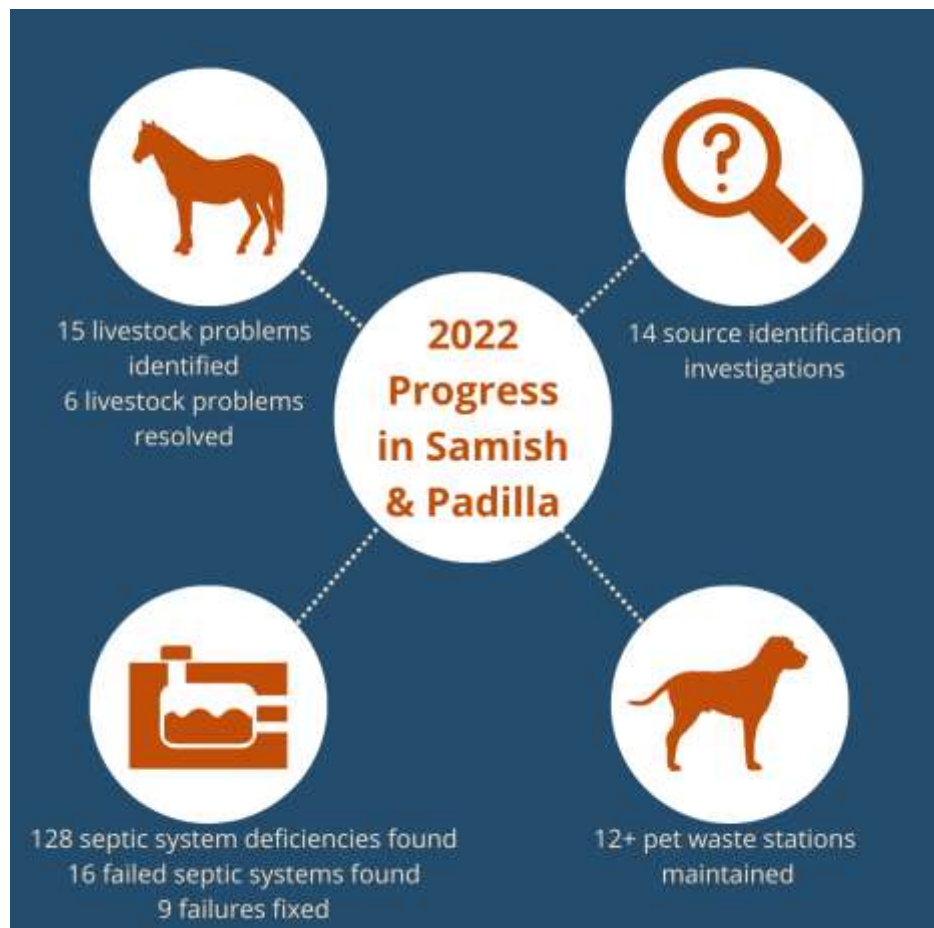 2022
Progress
in Samish
& Padilla
15 livestock problems
identified
6 livestock problems
resolved
?
14 source identification
investigations
128 septic system deficiencies found
16 failed septic systems found
9 failures fixed
12+ pet waste stations
maintained